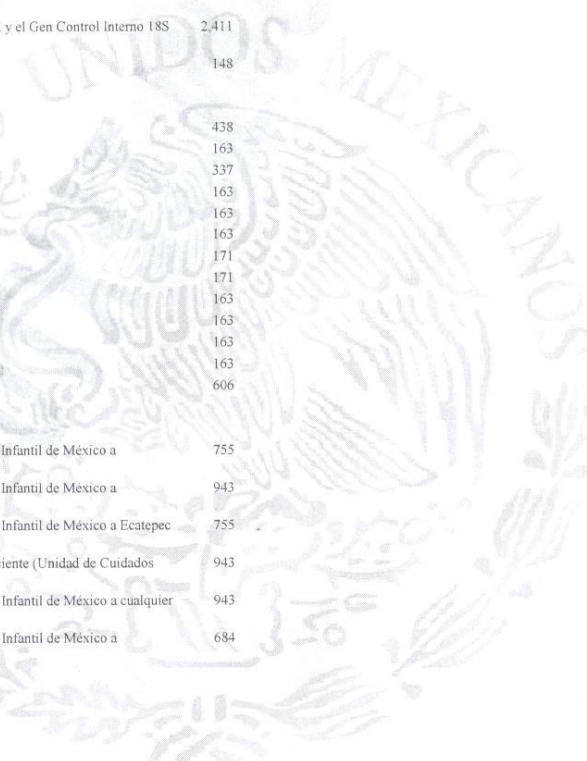 y el Gen Control Interno 18S 2,411
148
UNIDOS MEXICANOS
438
163
337
163
163
163
171
171
163
163
163
163
606
Infantil de México a 755
Infantil de México a 943
Infantil de México a Ecatepec 755
iente (Unidad de Cuidados 943
Infantil de México a cualquier 943
Infantil de México a 684